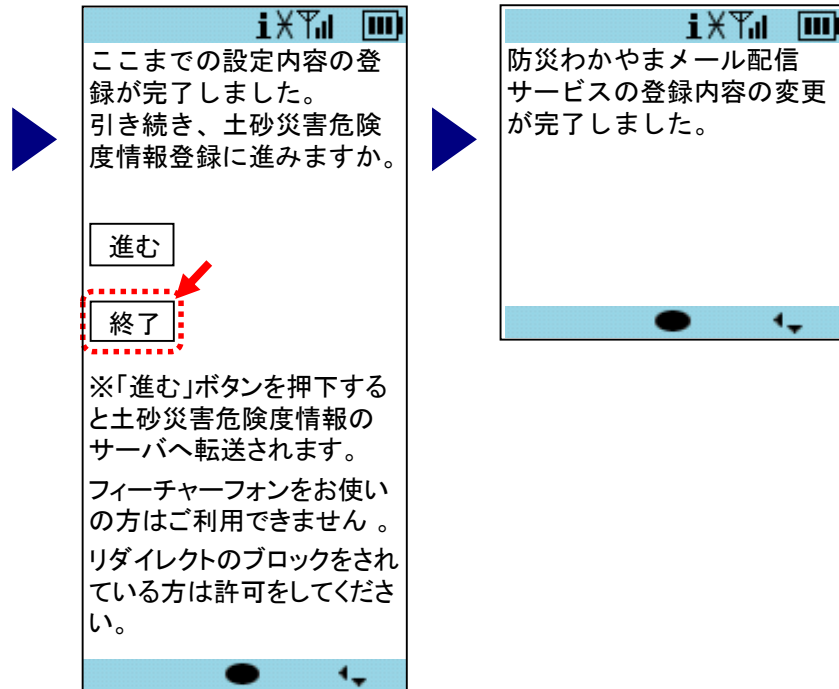 ここまでの設定内容の登
録が完了しました。
引き続き、土砂災害危険
度情報登録に進みますか。
進む
終了
※「進む」ボタンを押下する
と土砂災害危険度情報の
サーバへ転送されます。
フィーチャーフォンをお使い
の方はご利用できません 。
リダイレクトのブロックをされ
ている方は許可をしてくださ
い。
防災わかやまメール配信
サービスの登録内容の変更
が完了しました。